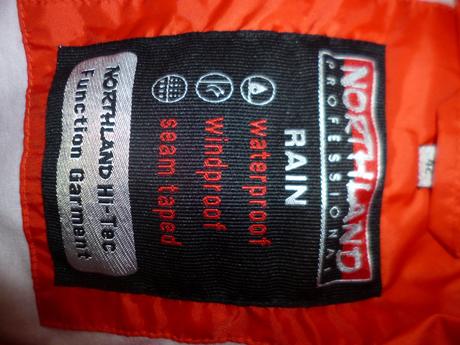 NORTHLAND
PROFESSIONAL
RAIN
waterproof
windproof
seam taped
NORTHLAND HI-TEC
Function Garment